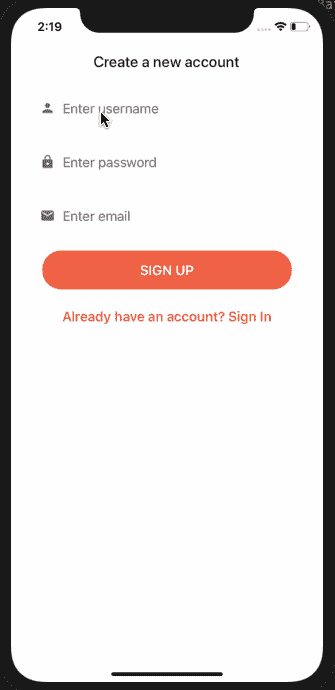 2:19
Create a new account
Enter username
Enter password
Enter email
SIGN UP
Already have an account? Sign In